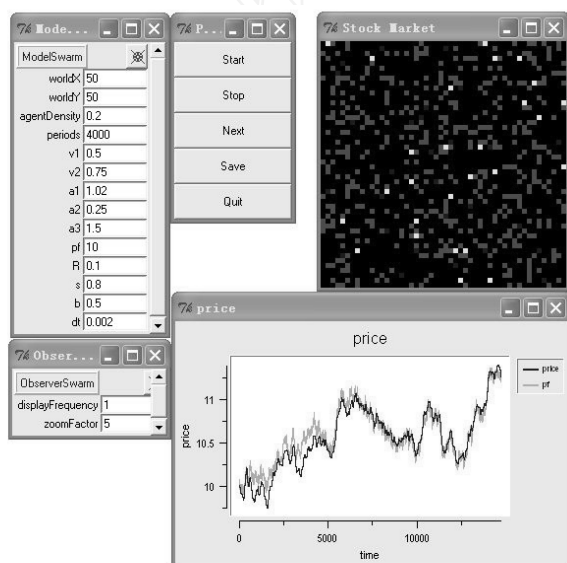 Mode...
ModelSwarm
worldX 50
worldY 50
agentDensity 0.2
periods 4000
v1 0.5
v2 0.75
a1 1.02
a2 0.25
a3 1.5
pf 10
R 0.1
s 0.8
b 0.5
dt 0.002
P...
Start
Stop
Next
Save
Quit
Stock Market
Obser...
ObserverSwarm
displayFrequency 1
zoomFactor 5
price
price
price
pf
price
11
10.5
10
0
5000
10000
time